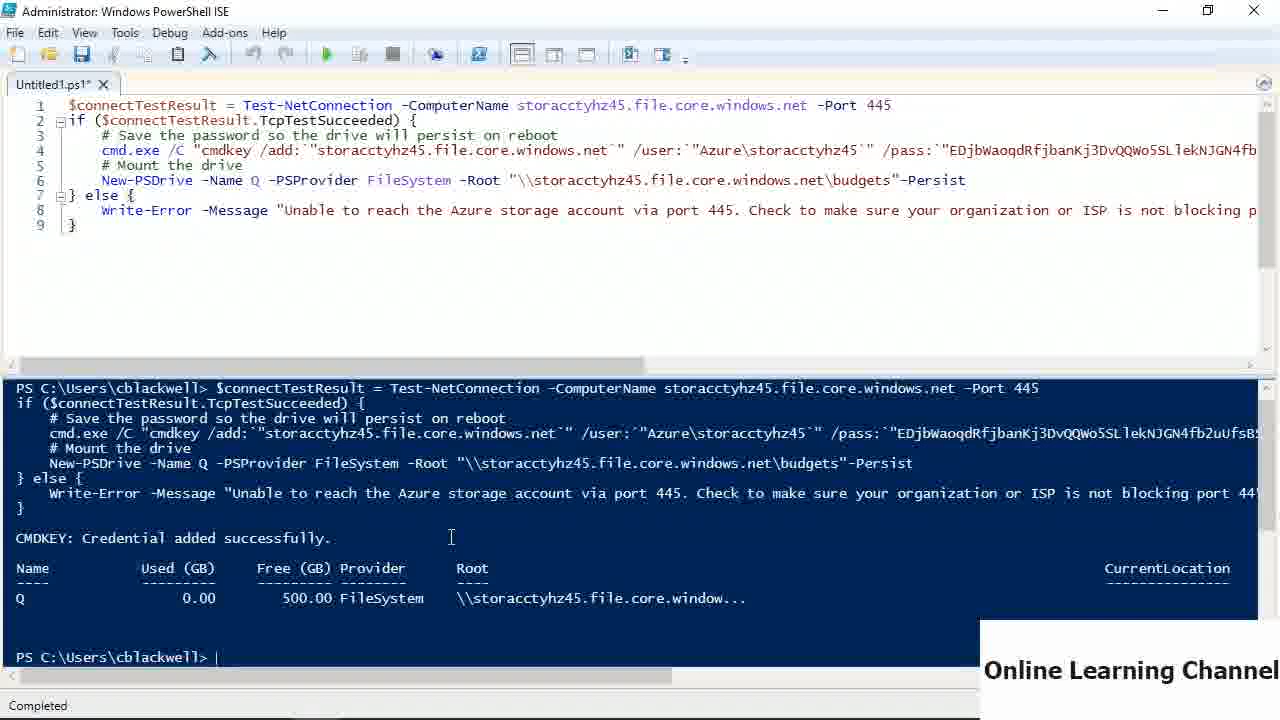 Administrator: Windows PowerShell ISE
File Edit View Tools Debug Add-ons Help
Untitled1.ps1*
1 $connectTestResult = Test-NetConnection -ComputerName storacctyhz45.file.core.windows.net -Port 445
2 if ($connectTestResult.TcpTestSucceeded) {
3 # Save the password so the drive will persist on reboot
4 cmd.exe /C "cmdkey /add:`"storacctyhz45.file.core.windows.net`" /user:`"Azure\storacctyhz45`" /pass:`"EDjbWaoqdRfjbanKj3DvQQWo5SLlekNJGN4fb
5 # Mount the drive
6 New-PSDrive -Name Q -PSProvider FileSystem -Root "\\storacctyhz45.file.core.windows.net\budgets"-Persist
7 } else {
8 Write-Error -Message "Unable to reach the Azure storage account via port 445. Check to make sure your organization or ISP is not blocking p
9 }
PS C:\Users\cblackwell> $connectTestResult = Test-NetConnection -ComputerName storacctyhz45.file.core.windows.net -Port 445
if ($connectTestResult.TcpTestSucceeded) {
# Save the password so the drive will persist on reboot
cmd.exe /C "cmdkey /add:`"storacctyhz45.file.core.windows.net`" /user:`"Azure\storacctyhz45`" /pass:`"EDjbWaoqdRfjbanKj3DvQQWo5SLlekNJGN4fb2uUfsBS
# Mount the drive
New-PSDrive -Name Q -PSProvider FileSystem -Root "\\storacctyhz45.file.core.windows.net\budgets"-Persist
} else {
Write-Error -Message "Unable to reach the Azure storage account via port 445. Check to make sure your organization or ISP is not blocking port 44
}
CMDKEY: Credential added successfully.
Name Used (GB) Free (GB) Provider Root CurrentLocation
---- --------- --------- -------- ---- ---------------
Q 0.00 500.00 FileSystem \\storacctyhz45.file.core.window...
PS C:\Users\cblackwell>
Online Learning Channel
Completed